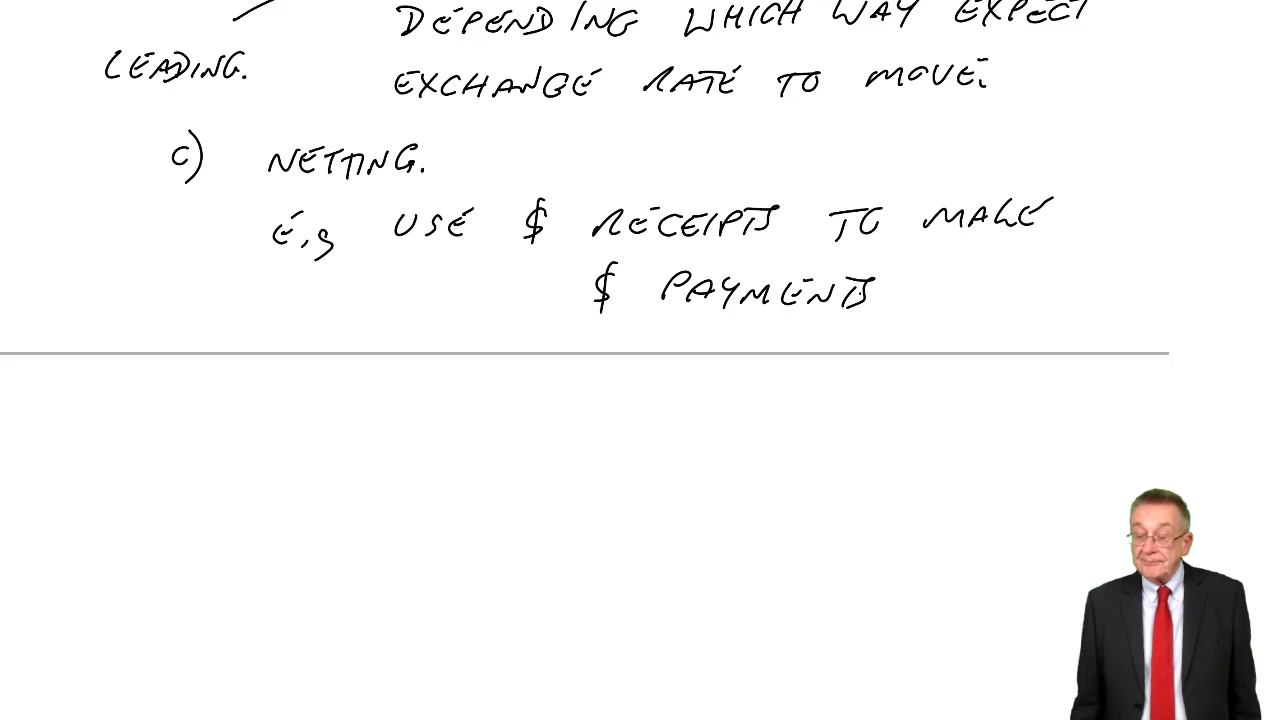 DEPENDING WHICH WAY EXPECT
LEADING. EXCHANGE RATE TO MOVE.
c) NETTING.
E,g USE $ RECEIPTS TO MAKE
$ PAYMENTS